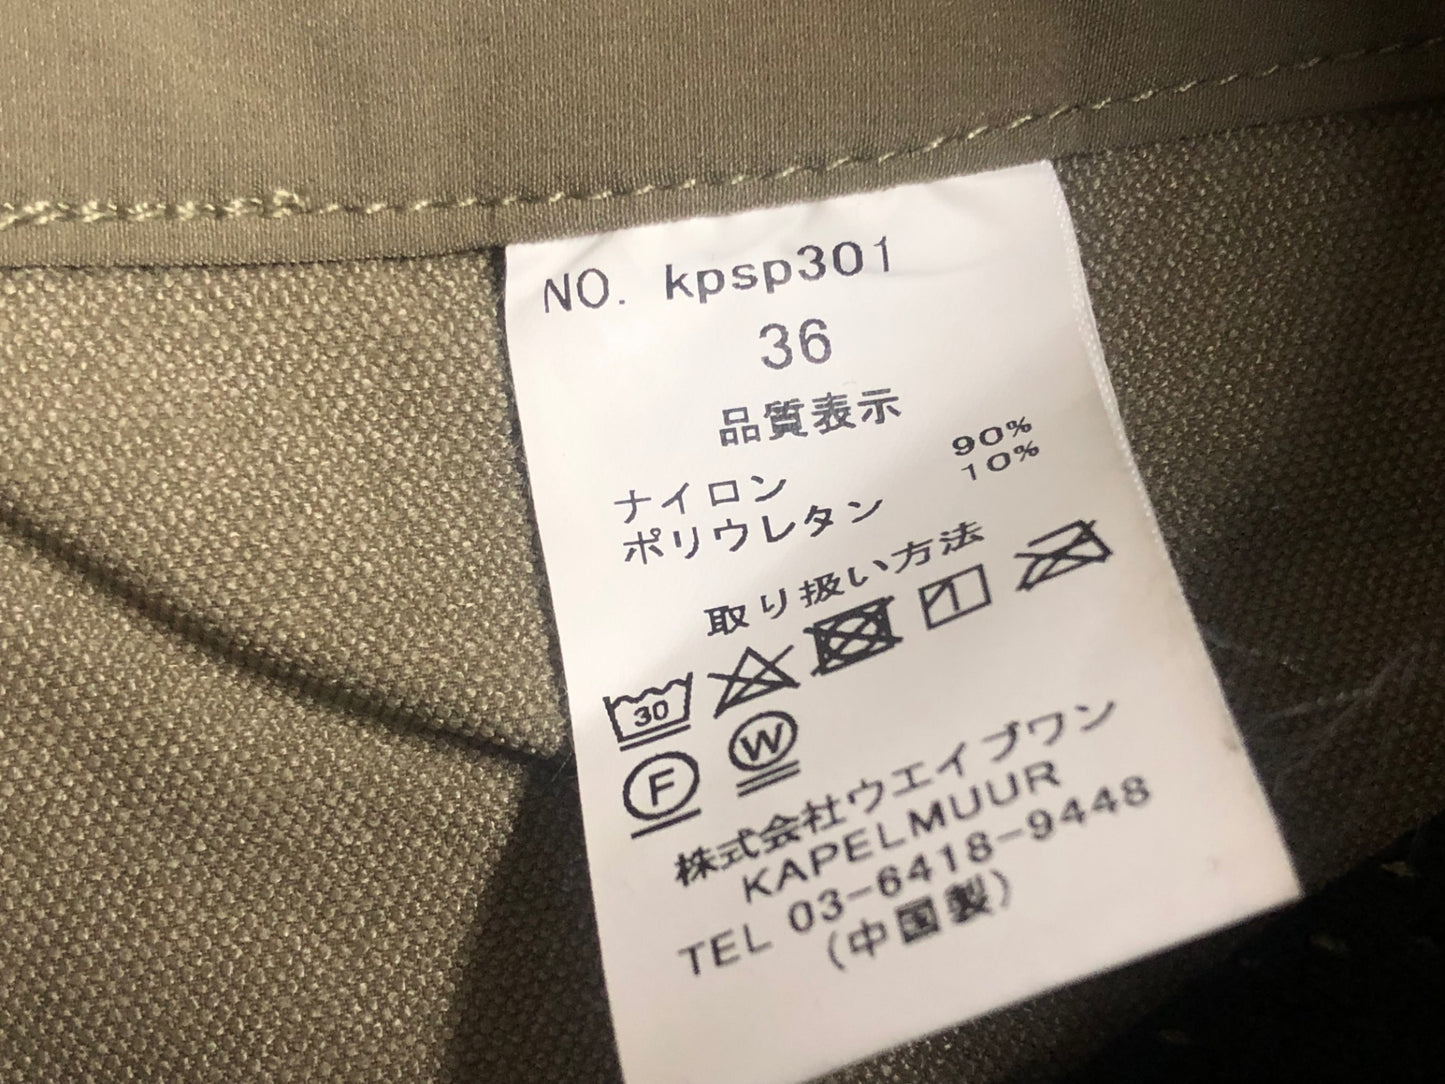 NO. kpsp301
36
品質表示
ナイロン 90%
ポリウレタン 10%
取り扱い方法
30
F W
株式会社ウエイブワン
KAPELMUUR
TEL 03-6418-9448
(中国製)